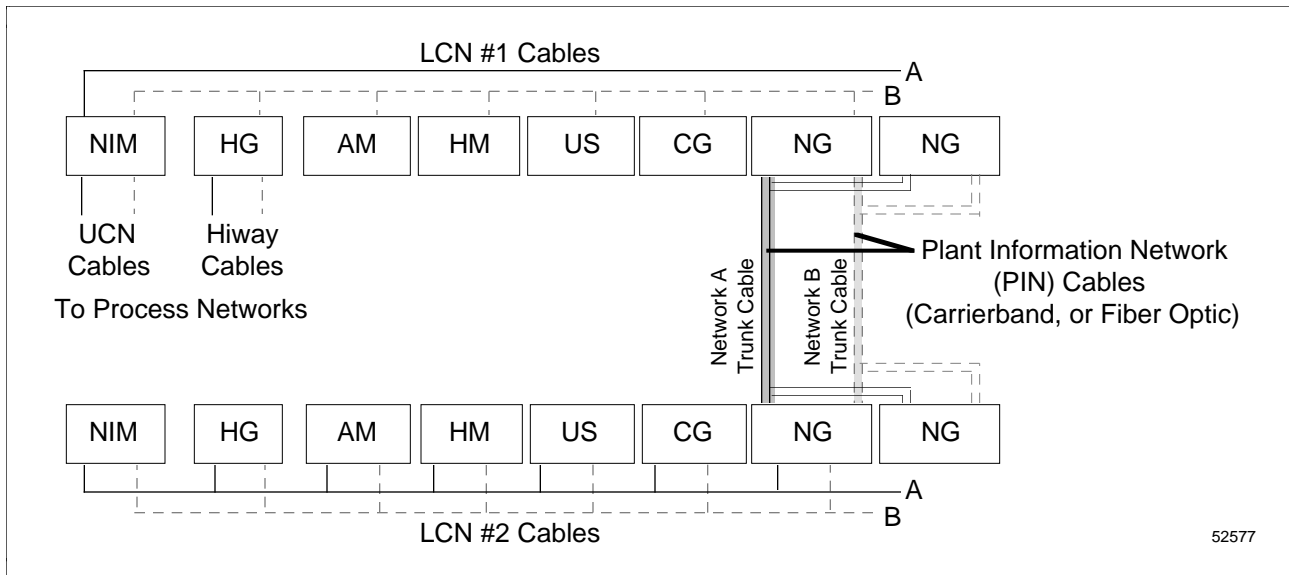 LCN #1 Cables
A
B
NIM
HG
AM
HM
US
CG
NG
NG
UCN
Cables
Hiway
Cables
To Process Networks
Network A
Trunk Cable
Network B
Trunk Cable
Plant Information Network
(PIN) Cables
(Carrierband, or Fiber Optic)
NIM
HG
AM
HM
US
CG
NG
NG
A
B
LCN #2 Cables
52577